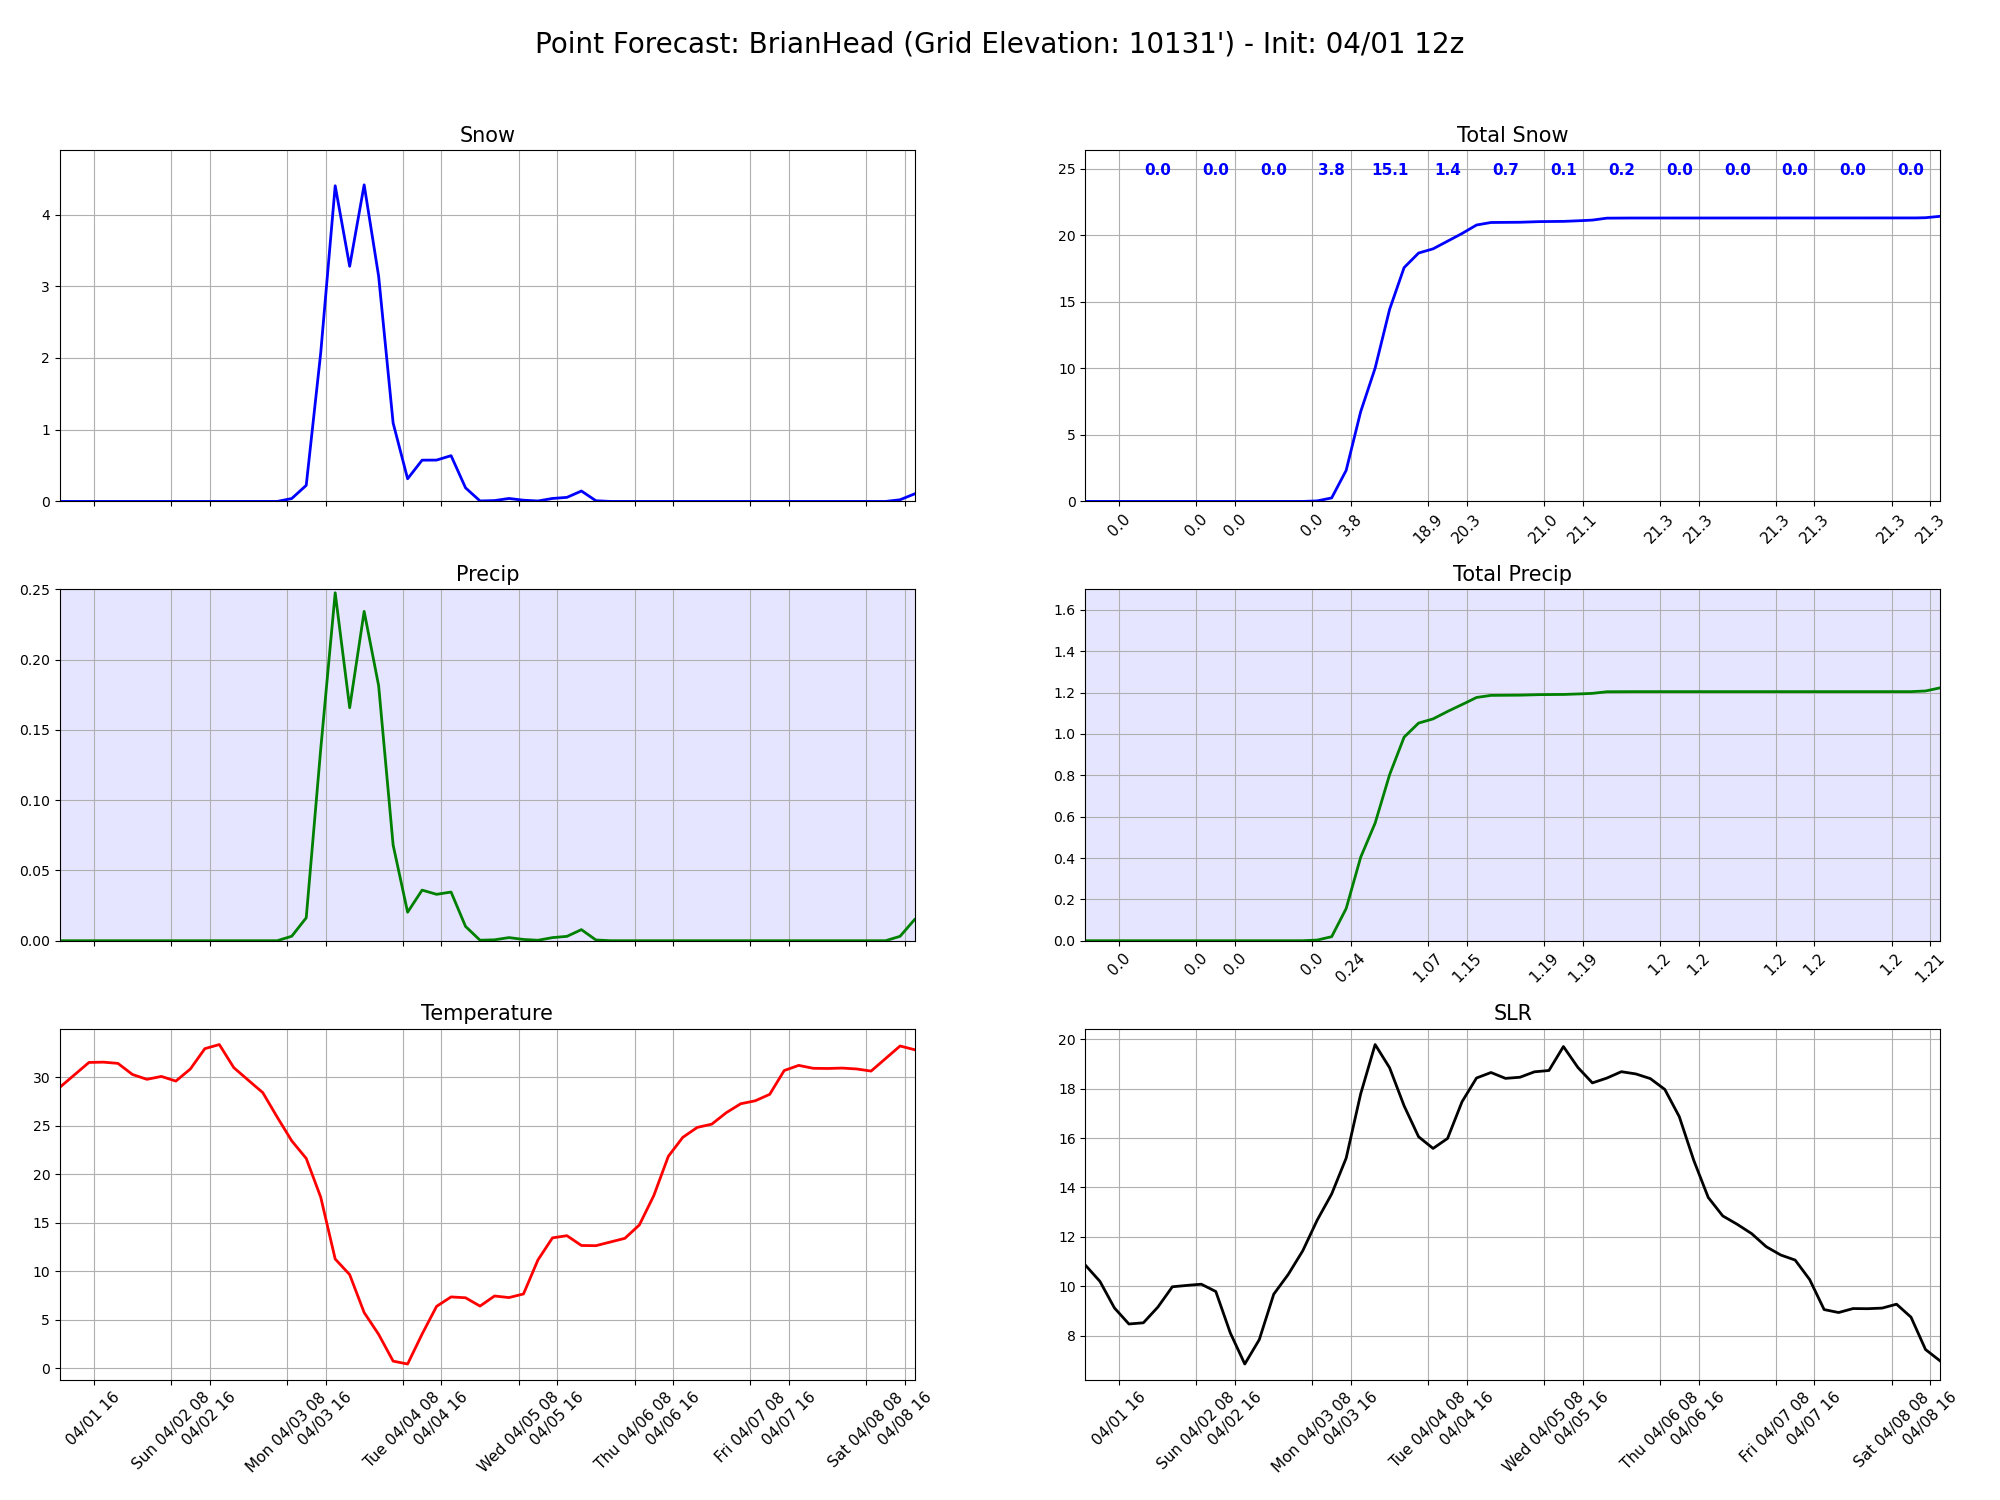 Point Forecast: BrianHead (Grid Elevation: 10131') - Init: 04/01 12z
Snow
4
3
2
1
0
Total Snow
0.0 0.0 0.0 3.8 15.1 1.4 0.7 0.1 0.2 0.0 0.0 0.0 0.0 0.0
25
20
15
10
5
0
0.0 0.0 0.0 0.0 3.8 18.9 20.3 21.0 21.1 21.3 21.3 21.3 21.3 21.3 21.3
Precip
0.25
0.20
0.15
0.10
0.05
0.00
Total Precip
1.6
1.4
1.2
1.0
0.8
0.6
0.4
0.2
0.0
0.0 0.0 0.0 0.0 0.24 1.07 1.15 1.19 1.19 1.2 1.2 1.2 1.2 1.2 1.21
Temperature
30
25
20
15
10
5
0
04/01 16
Sun 04/02 08
04/02 16
Mon 04/03 08
04/03 16
Tue 04/04 08
04/04 16
Wed 04/05 08
04/05 16
Thu 04/06 08
04/06 16
Fri 04/07 08
04/07 16
Sat 04/08 08
04/08 16
SLR
20
18
16
14
12
10
8
04/01 16
Sun 04/02 08
04/02 16
Mon 04/03 08
04/03 16
Tue 04/04 08
04/04 16
Wed 04/05 08
04/05 16
Thu 04/06 08
04/06 16
Fri 04/07 08
04/07 16
Sat 04/08 08
04/08 16